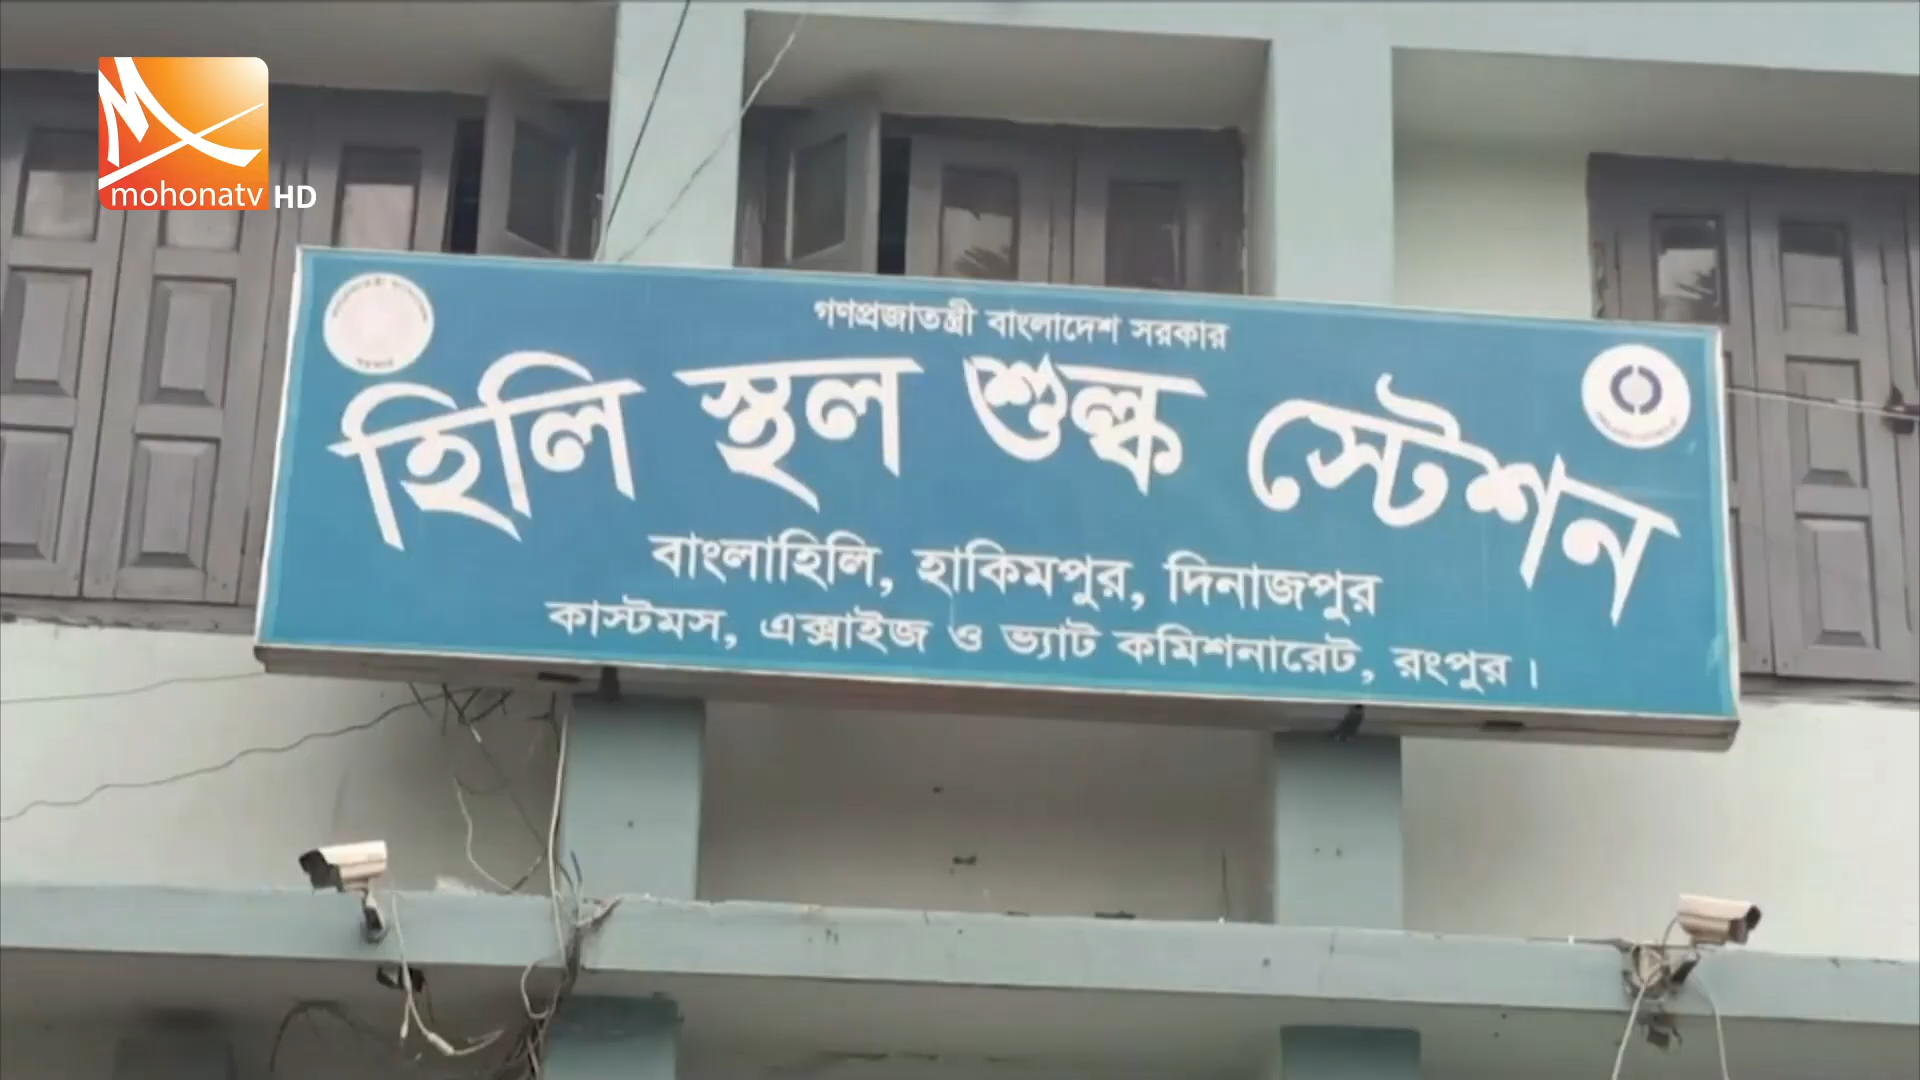 mohonatv HD
গণপ্রজাতন্ত্রী বাংলাদেশ সরকার
হিলি স্থল শুল্ক স্টেশন
বাংলাহিলি, হাকিমপুর, দিনাজপুর
কাস্টমস, এক্সাইজ ও ভ্যাট কমিশনারেট, রংপুর।